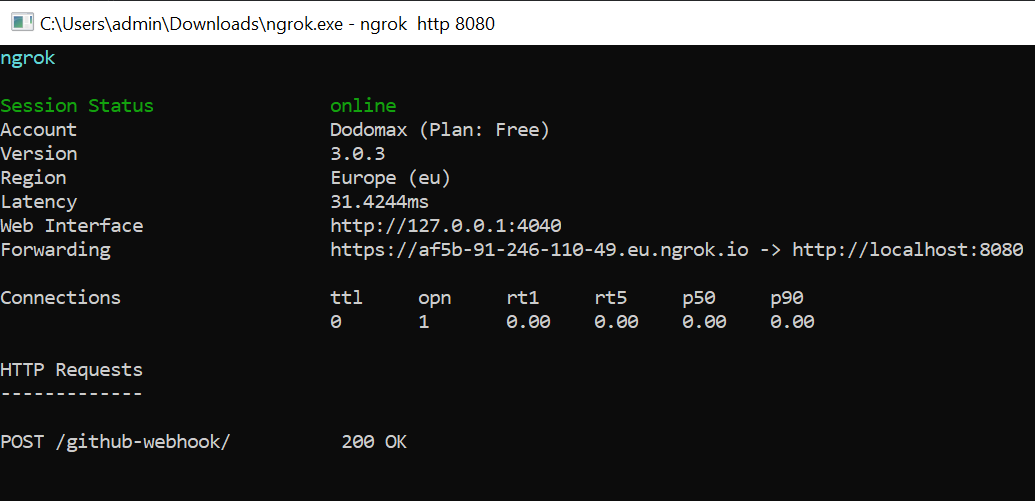 C:\Users\admin\Downloads\ngrok.exe - ngrok  http 8080
ngrok
Session Status online
Account Dodomax (Plan: Free)
Version 3.0.3
Region Europe (eu)
Latency 31.4244ms
Web Interface http://127.0.0.1:4040
Forwarding https://af5b-91-246-110-49.eu.ngrok.io -> http://localhost:8080
Connections ttl opn rt1 rt5 p50 p90
0 1 0.00 0.00 0.00 0.00
HTTP Requests
-------------
POST /github-webhook/ 200 OK